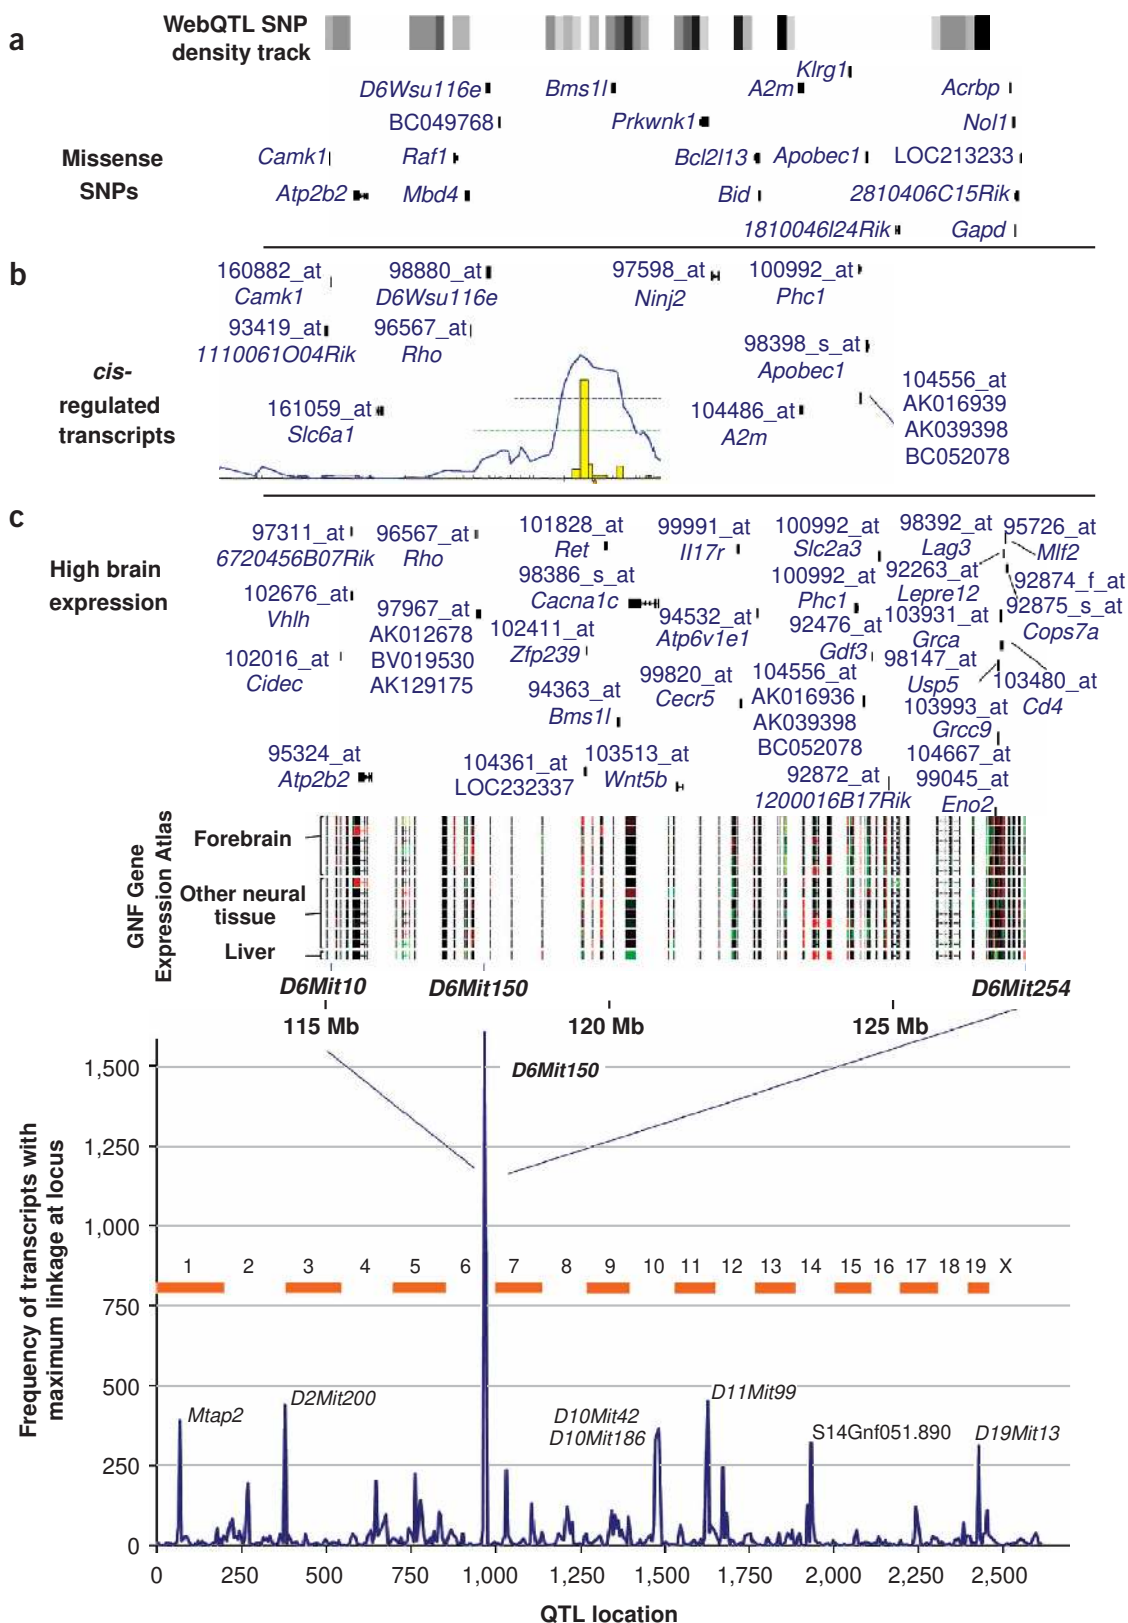 a
WebQTL SNP
density track
Klrg1
D6Wsu116e Bms1l A2m Acrbp
BC049768 Prkwnk1 Nol1
Missense
SNPs
Camk1 Raf1 Bcl2l13 Apobec1 LOC213233
Atp2b2 Mbd4 Bid 2810406C15Rik
1810046I24Rik Gapd
b
cis-
regulated
transcripts
160882_at 98880_at 97598_at 100992_at
Camk1 D6Wsu116e Ninj2 Phc1
93419_at 96567_at 98398_s_at
1110061O04Rik Rho Apobec1
161059_at 104486_at
Slc6a1 A2m
104556_at
AK016939
AK039398
BC052078
c
High brain
expression
97311_at 96567_at 101828_at 99991_at 100992_at 98392_at 95726_at
6720456B07Rik Rho Ret Il17r Slc2a3 Lag3 Mlf2
98386_s_at 100992_at 92263_at 92874_f_at
102676_at Cacna1c Phc1 Lepre12 92875_s_at
Vhlh 97967_at 94532_at 92476_at 103931_at Cops7a
AK012678 102411_at Atp6v1e1 Gdf3 Grca
BV019530 Zfp239
102016_at AK129175 99820_at 104556_at 98147_at 103480_at
Cidec 94363_at Cecr5 AK016936 Usp5 Cd4
Bms1l AK039398 103993_at
BC052078 Grcc9
95324_at 104361_at 103513_at 92872_at 104667_at
Atp2b2 LOC232337 Wnt5b 1200016B17Rik 99045_at
Eno2
GNF Gene
Expression Atlas
Forebrain
Other neural
tissue
Liver
D6Mit10 D6Mit150 D6Mit254
115 Mb 120 Mb 125 Mb
Frequency of transcripts with
maximum linkage at locus
1,500
1,250
1,000
750
500
250
0
D6Mit150
1 2 3 4 5 6 7 8 9 10 11 12 13 14 15 16 17 18 19 X
Mtap2
D2Mit200
D10Mit42
D10Mit186
D11Mit99
S14Gnf051.890
D19Mit13
0 250 500 750 1,000 1,250 1,500 1,750 2,000 2,250 2,500
QTL location